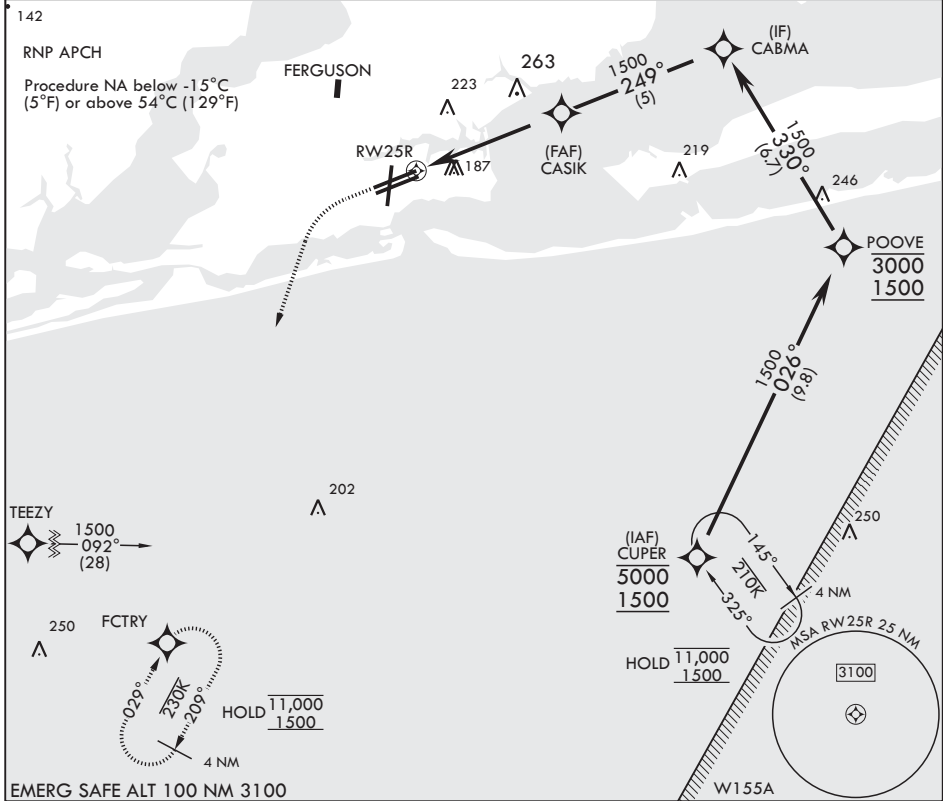 142
RNP APCH
Procedure NA below -15°C
(5°F) or above 54°C (129°F)
FERGUSON
223
263
1500
249°
(5)
(IF)
CABMA
(FAF)
CASIK
RW25R
187
219
1500
330°
(6.7)
246
POOVE
3000
1500
1500
026°
(9.8)
202
TEEZY
1500
092°
(28)
(IAF)
CUPER
5000
1500
145°
210K
325°
4 NM
250
HOLD 11,000
1500
250
FCTRY
029°
230K
209°
4 NM
HOLD 11,000
1500
MSA RW25R 25 NM
3100
W155A
EMERG SAFE ALT 100 NM 3100